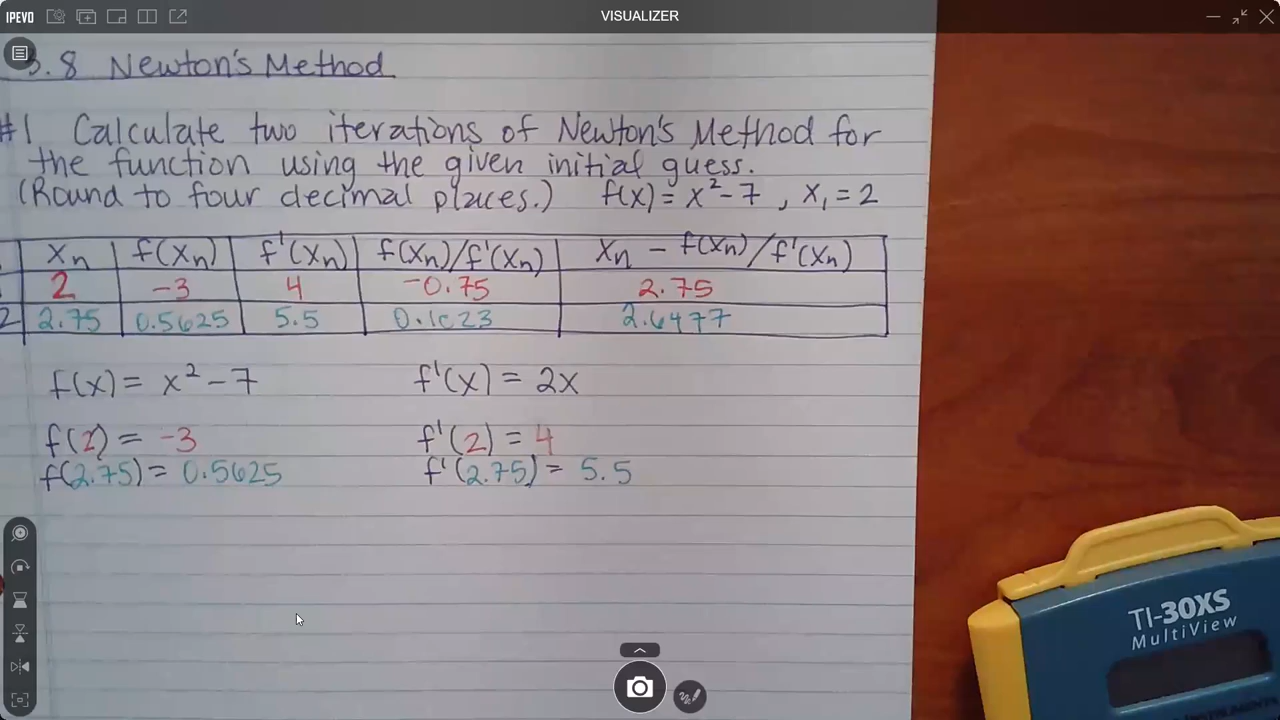 IPEVO
VISUALIZER
3.8 Newton's Method
#1 Calculate two iterations of Newton's Method for
the function using the given initial guess.
(Round to four decimal places.) f(x) = x² - 7 , x₁ = 2
xₙ f(xₙ) f'(xₙ) f(xₙ)/f'(xₙ) xₙ - f(xₙ)/f'(xₙ)
2 -3 4 -0.75 2.75
2 2.75 0.5625 5.5 0.1023 2.6477
f(x) = x² - 7 f'(x) = 2x
f(2) = -3 f'(2) = 4
f(2.75) = 0.5625 f'(2.75) = 5.5
TI-30XS
MultiView